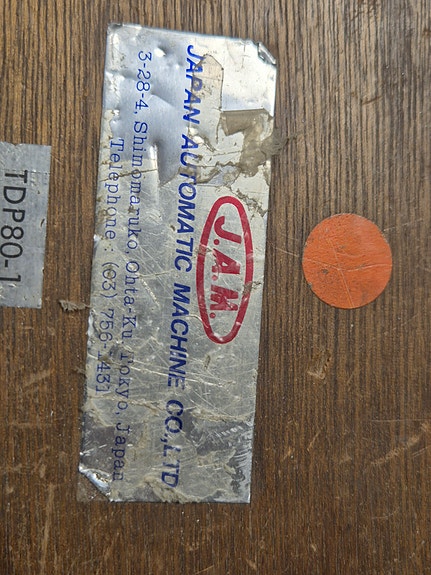 J.A.M.
JAPAN AUTOMATIC MACHINE CO.,LTD
3-28-4, Shimomaruko, Ohta-Ku, Tokyo, Japan
Telephone: (03) 756-1431
TDP80-1